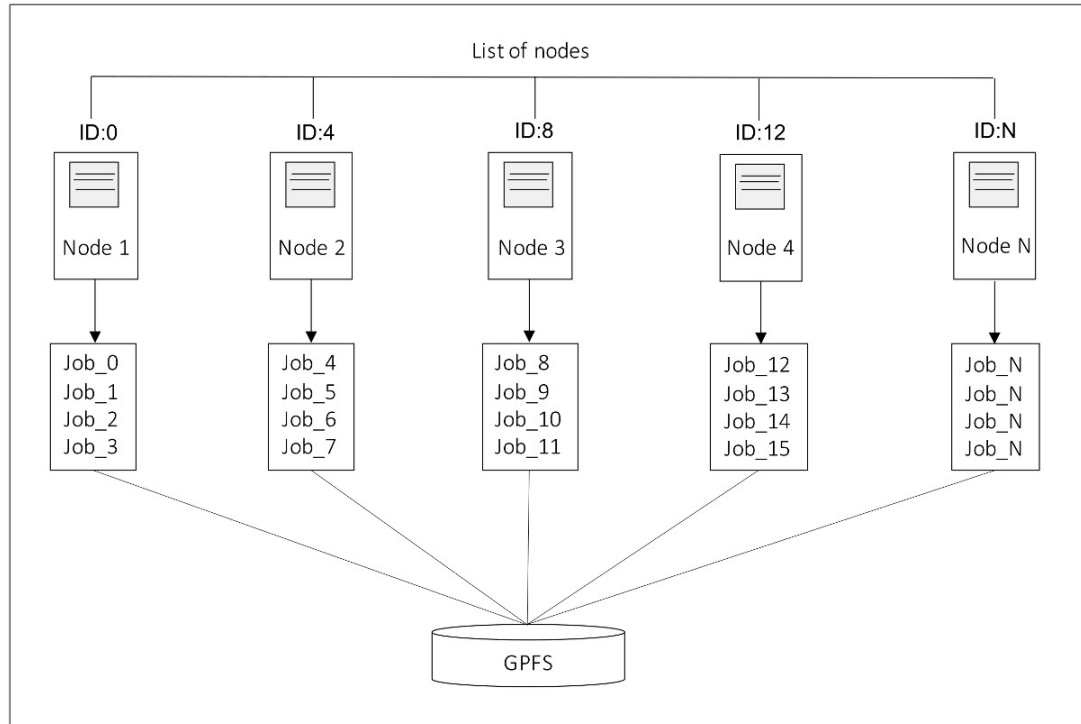 List of nodes
ID:0 ID:4 ID:8 ID:12 ID:N
Node 1 Node 2 Node 3 Node 4 Node N
Job_0 Job_4 Job_8 Job_12 Job_N
Job_1 Job_5 Job_9 Job_13 Job_N
Job_2 Job_6 Job_10 Job_14 Job_N
Job_3 Job_7 Job_11 Job_15 Job_N
GPFS